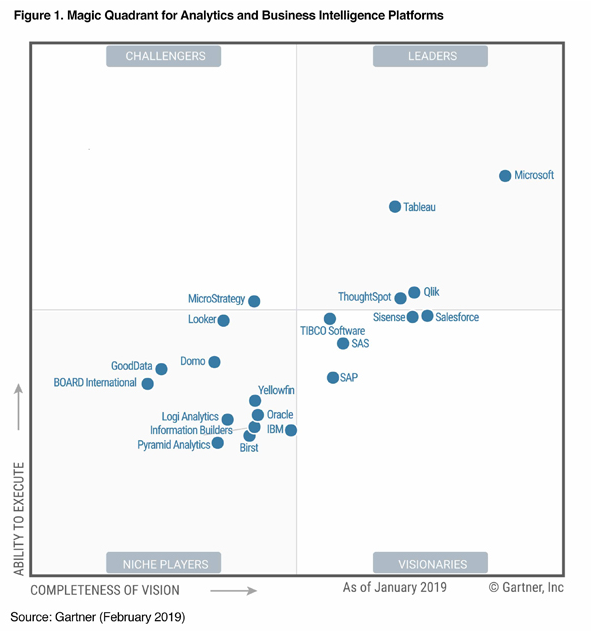 Figure 1. Magic Quadrant for Analytics and Business Intelligence Platforms
CHALLENGERS
LEADERS
Microsoft
Tableau
MicroStrategy
ThoughtSpot
Qlik
Looker
Sisense
Salesforce
TIBCO Software
SAS
GoodData
Domo
BOARD International
SAP
Yellowfin
Logi Analytics
Oracle
Information Builders
IBM
Pyramid Analytics
Birst
ABILITY TO EXECUTE
NICHE PLAYERS
VISIONARIES
COMPLETENESS OF VISION
As of January 2019
© Gartner, Inc
Source: Gartner (February 2019)